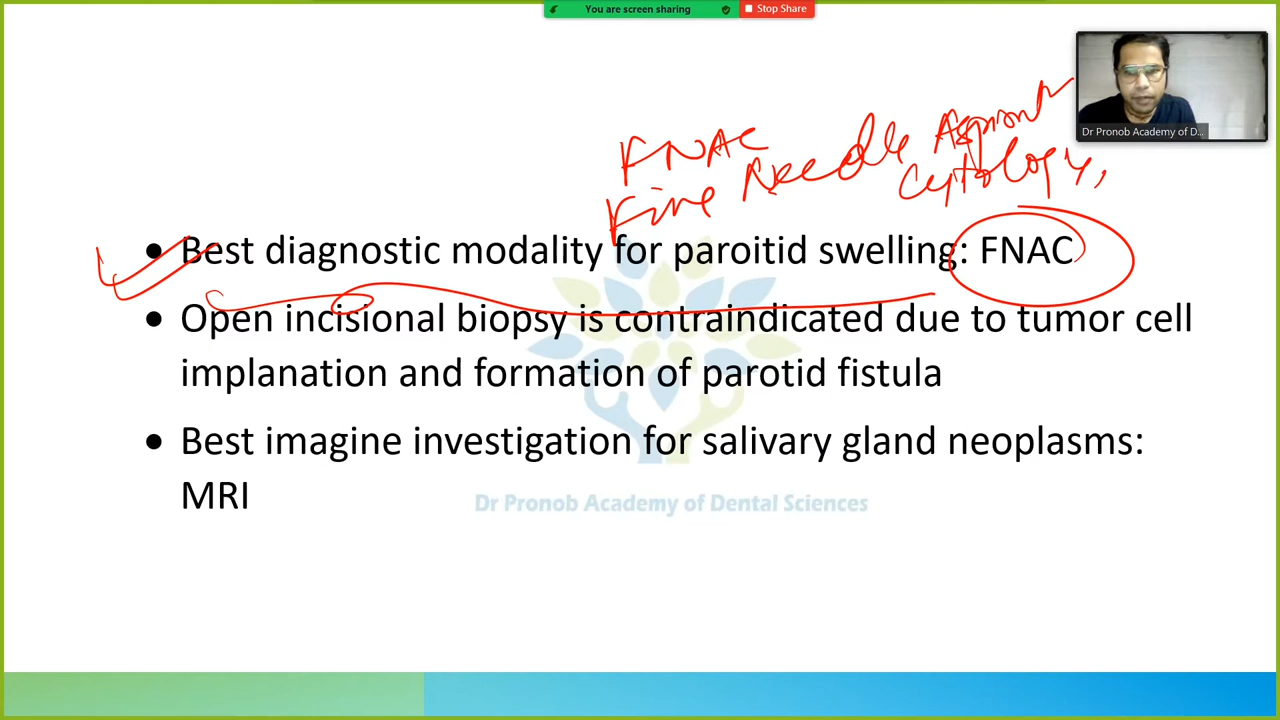 You are screen sharing
Stop Share
Dr Pronob Academy of D...
FNAC
Fine Needle Aspirat
Cytology,
• Best diagnostic modality for paroitid swelling: FNAC
• Open incisional biopsy is contraindicated due to tumor cell
implanation and formation of parotid fistula
• Best imagine investigation for salivary gland neoplasms:
MRI
Dr Pronob Academy of Dental Sciences